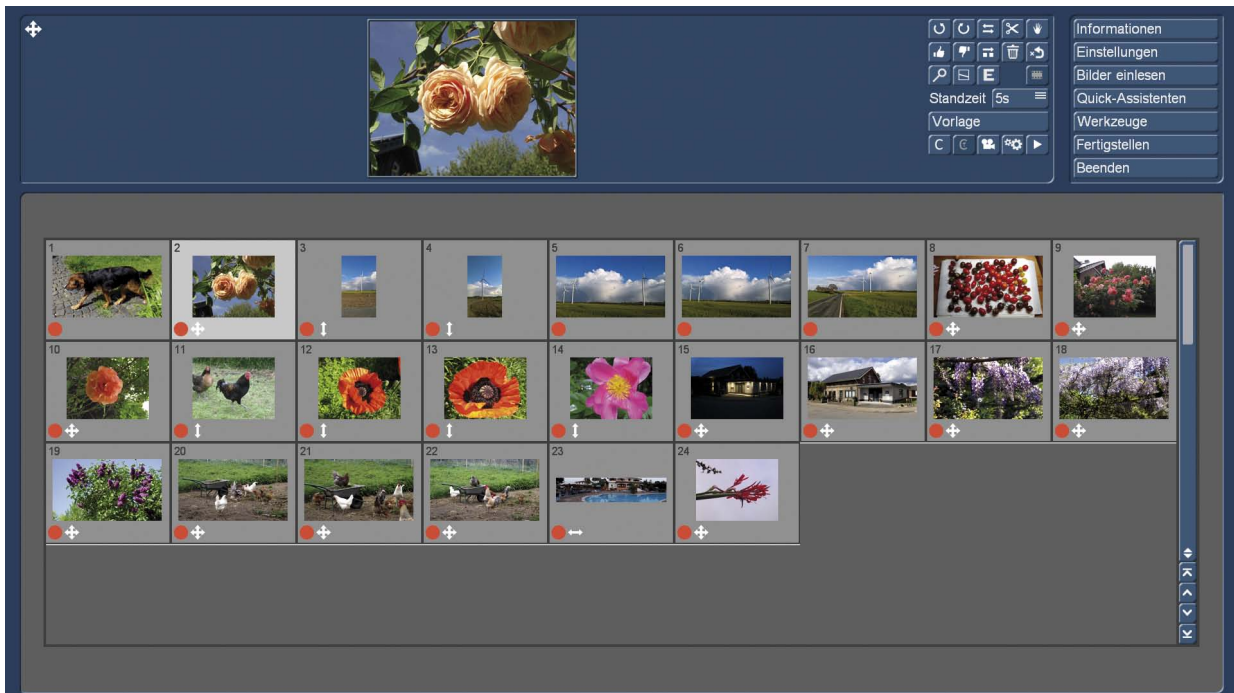 Informationen
Einstellungen
E
Bilder einlesen
Standzeit 5s
Quick-Assistenten
Vorlage
Werkzeuge
C C
Fertigstellen
Beenden
1 2 3 4 5 6 7 8 9
10 11 12 13 14 15 16 17 18
19 20 21 22 23 24